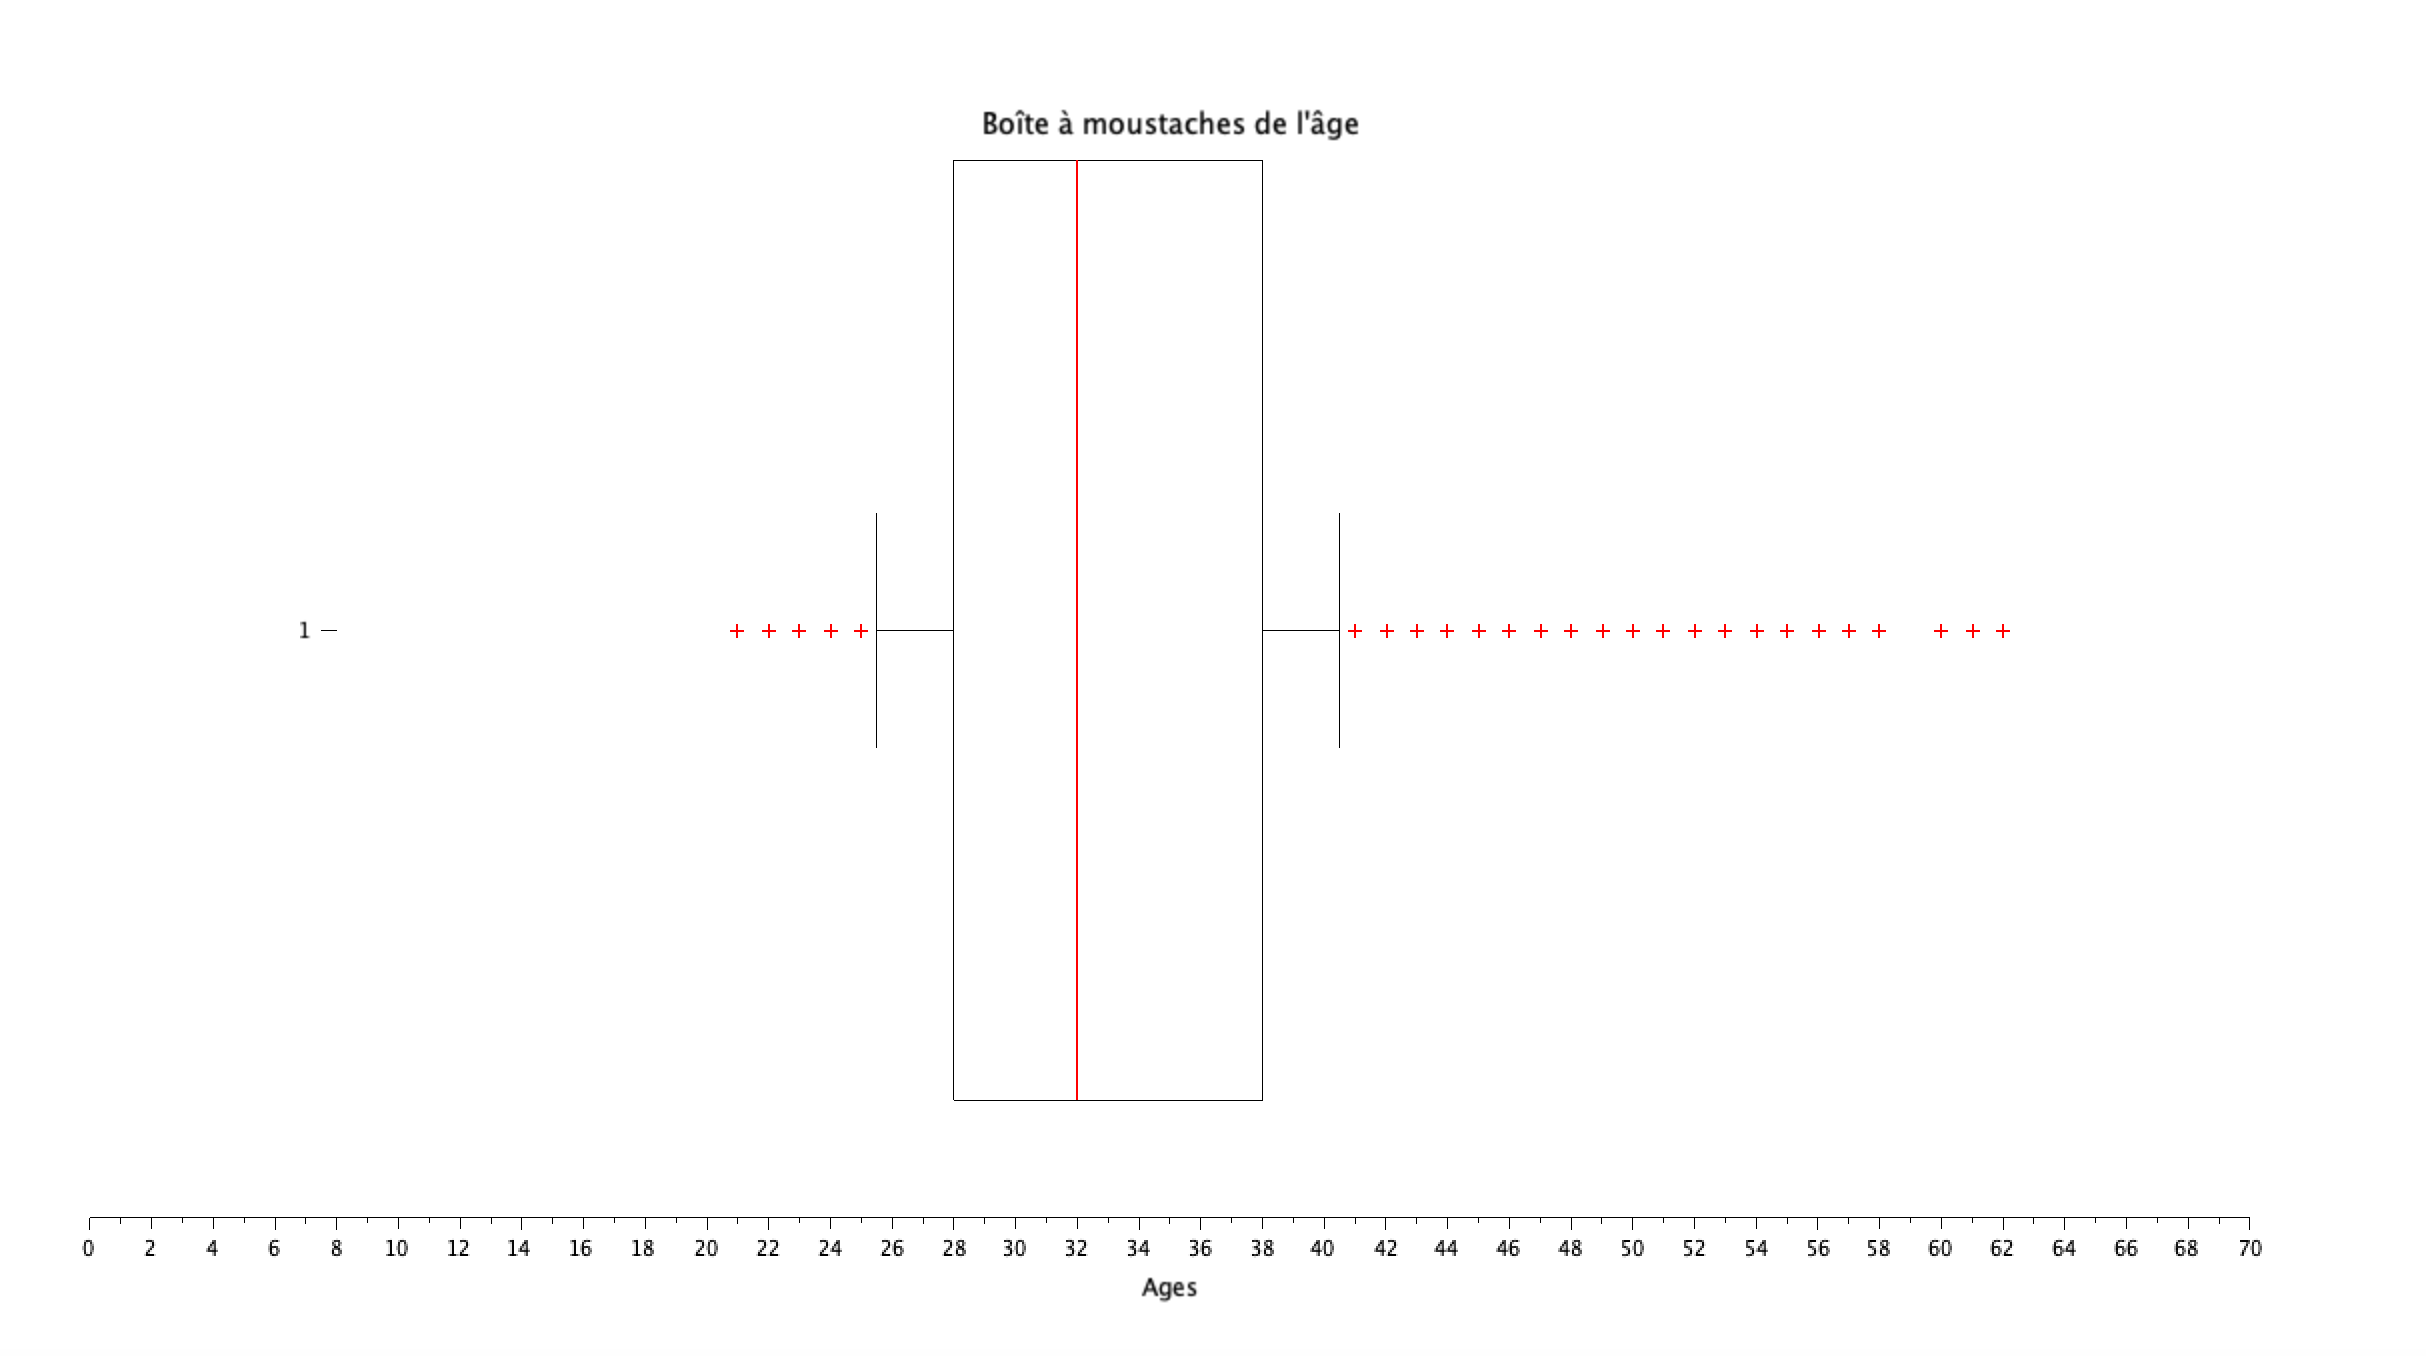 Boîte à moustaches de l'âge
1
0 2 4 6 8 10 12 14 16 18 20 22 24 26 28 30 32 34 36 38 40 42 44 46 48 50 52 54 56 58 60 62 64 66 68 70
Ages